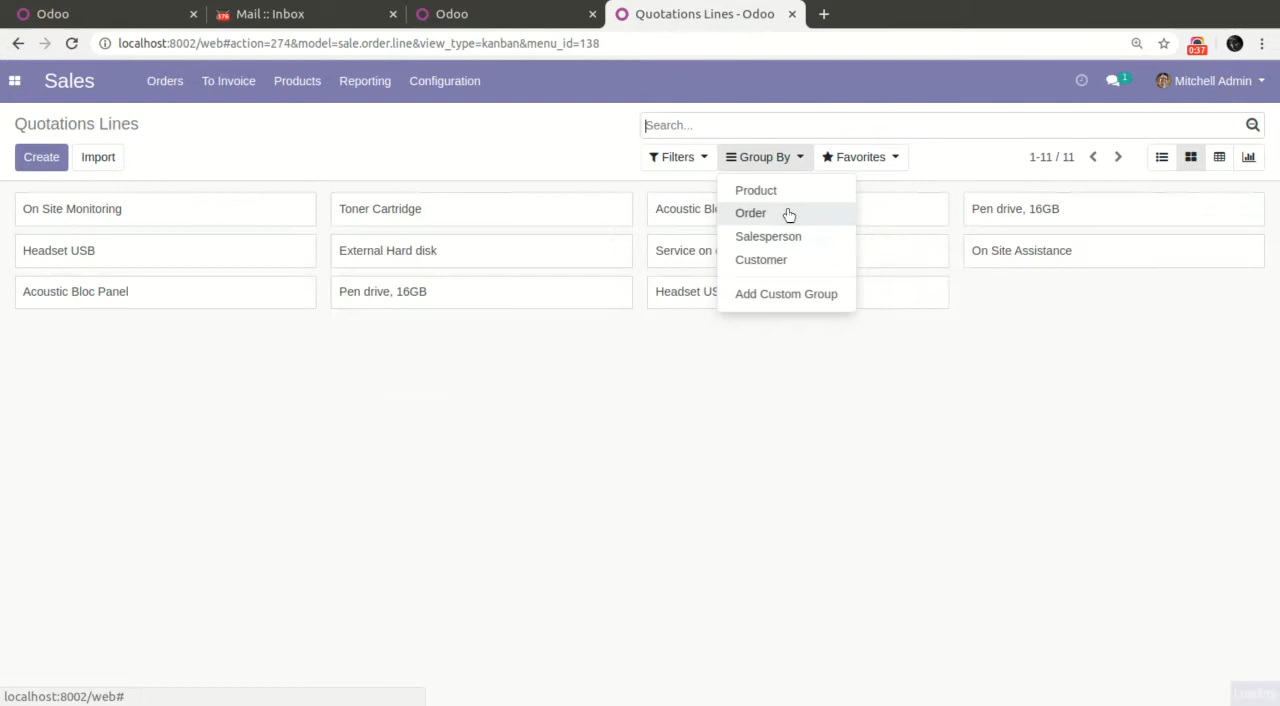 Odoo
Mail :: Inbox
Odoo
Quotations Lines - Odoo
localhost:8002/web#action=274&model=sale.order.line&view_type=kanban&menu_id=138
0:37
Sales Orders To Invoice Products Reporting Configuration
1 Mitchell Admin
Quotations Lines
Search...
Create Import
Filters Group By Favorites
1-11 / 11
Product
Order
Salesperson
Customer
Add Custom Group
On Site Monitoring
Toner Cartridge
Acoustic
Pen drive, 16GB
Headset USB
External Hard disk
Service on
On Site Assistance
Acoustic Bloc Panel
Pen drive, 16GB
Headset
localhost:8002/web#